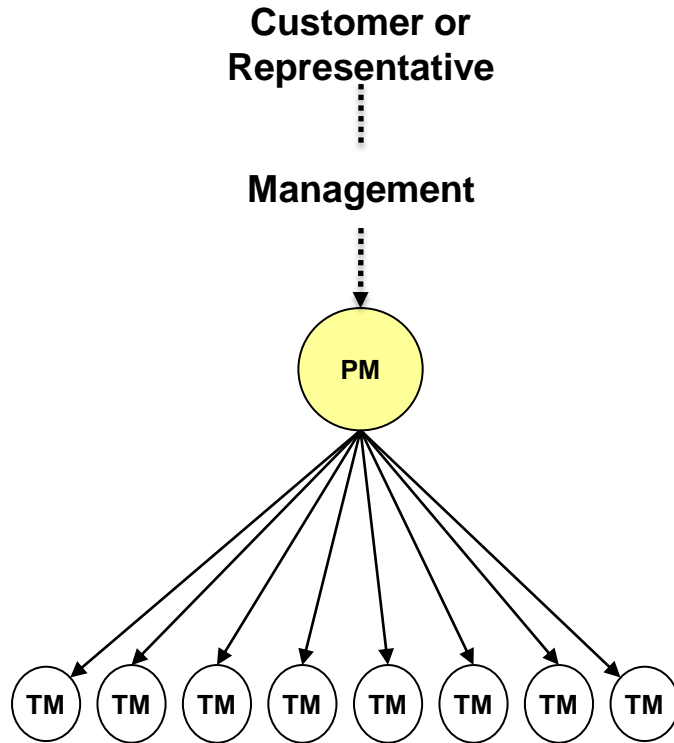 Customer or
Representative
Management
PM
TM TM TM TM TM TM TM TM